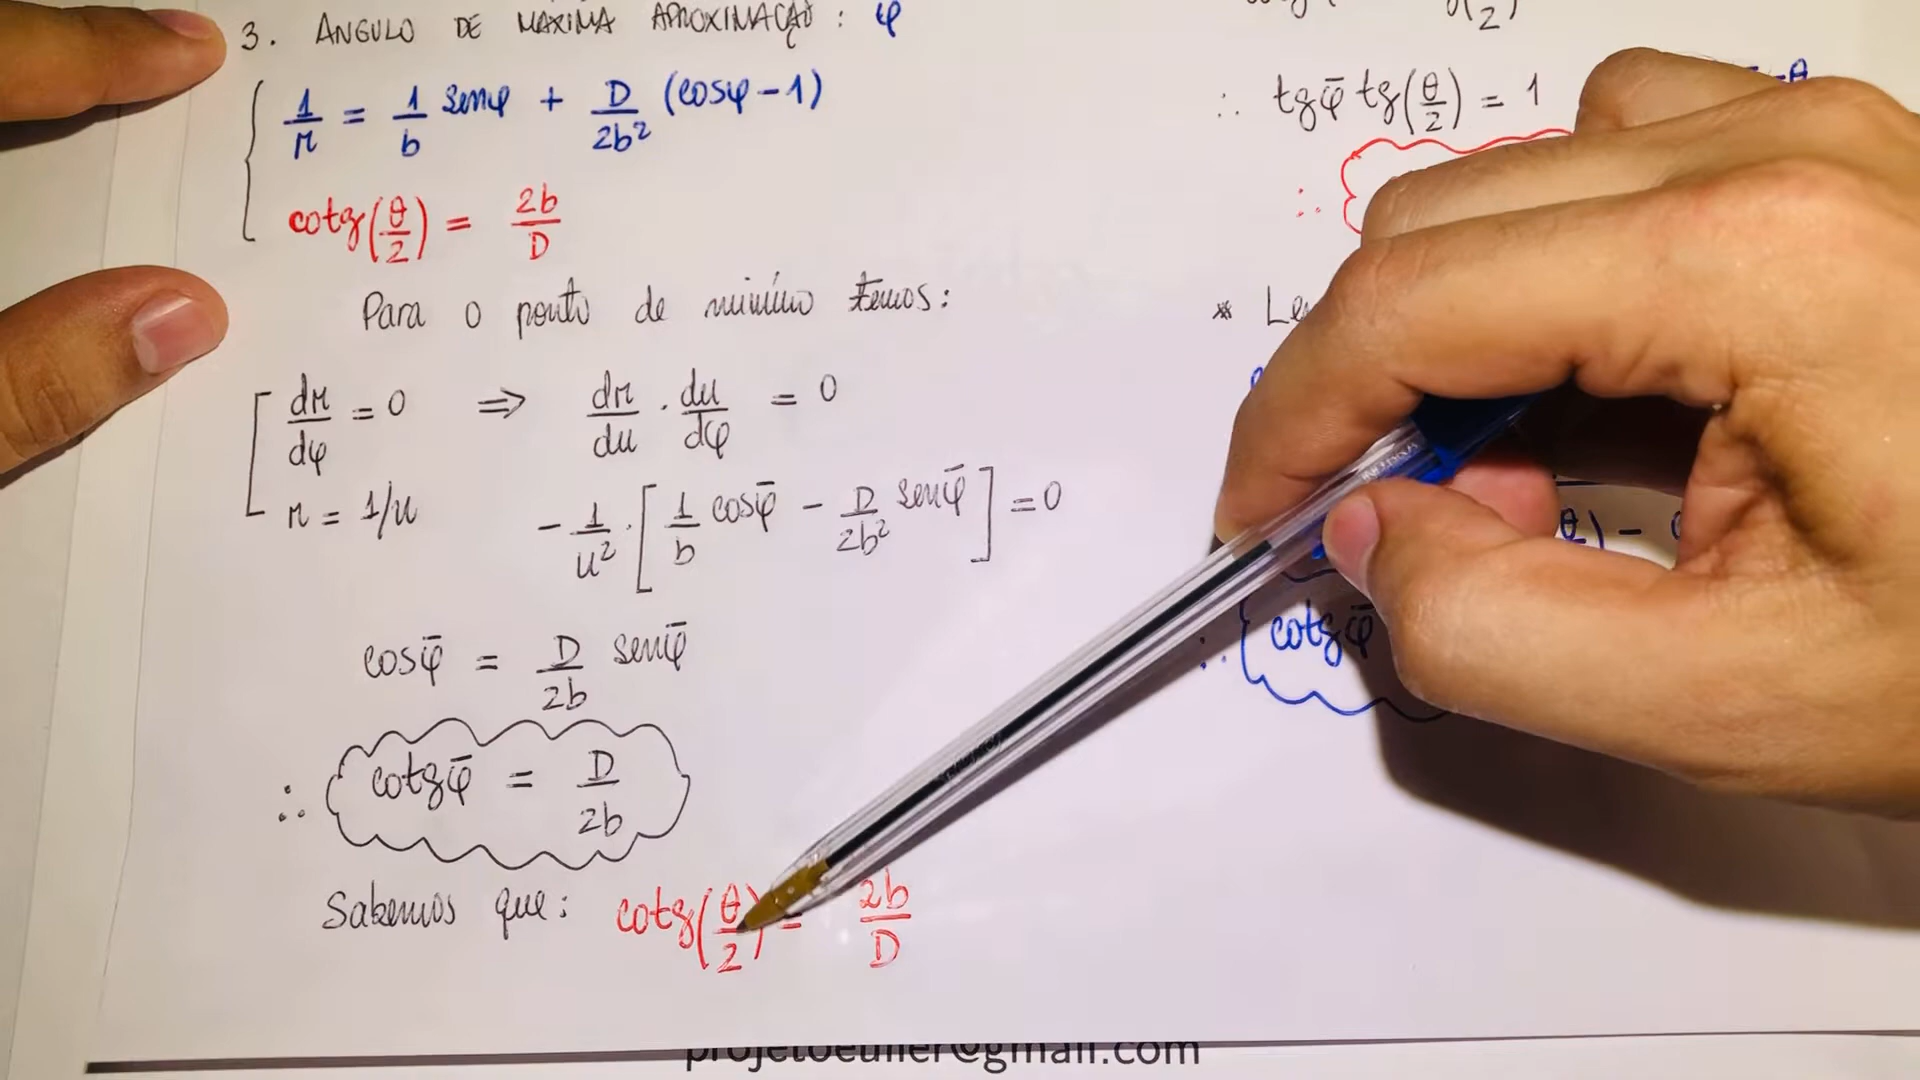 3. ÂNGULO DE MÁXIMA APROXIMAÇÃO: φ
1/r = 1/b senφ + D/2b² (cosφ - 1)
cotg(θ/2) = 2b/D
Para o ponto de mínimo temos:
dr/dφ = 0 ⇒ dr/du . du/dφ = 0
r = 1/u
-1/u² . [1/b cosφ̄ - D/2b² senφ̄] = 0
cosφ̄ = D/2b senφ̄
∴ cotgφ̄ = D/2b
Sabemos que: cotg(θ/2) = 2b/D
∴ tgφ̄ tg(θ/2) = 1
∴
*
∴ cotgφ̄
projetoeuller@gmail.com